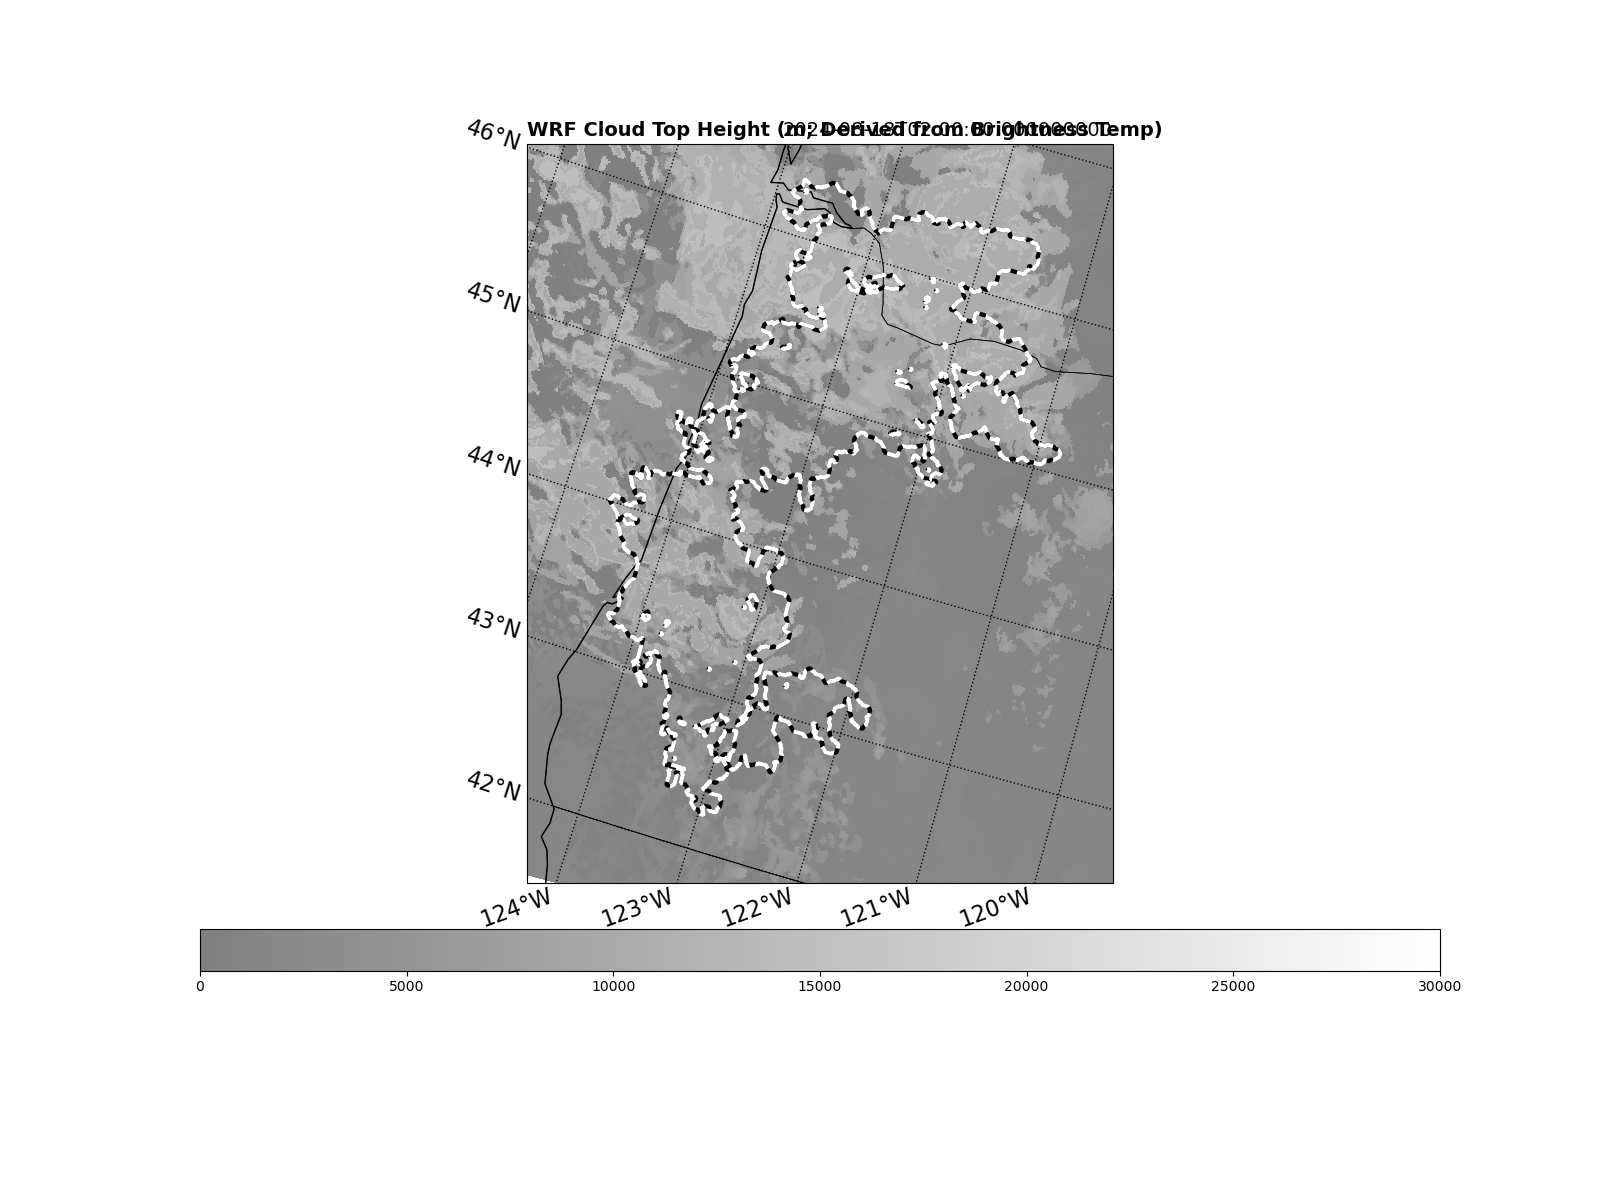 WRF Cloud Top Height (m; Derived from Brightness Temp)
46°N
45°N
44°N
43°N
42°N
124°W 123°W 122°W 121°W 120°W
0 5000 10000 15000 20000 25000 30000